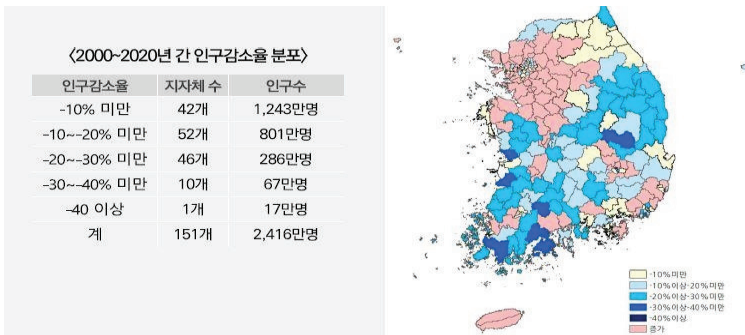 〈2000~2020년 간 인구감소율 분포〉
인구감소율 지자체 수 인구수
-10% 미만 42개 1,243만명
-10~-20% 미만 52개 801만명
-20~-30% 미만 46개 286만명
-30~-40% 미만 10개 67만명
-40 이상 1개 17만명
계 151개 2,416만명
-10%미만
-10%이상-20%미만
-20%이상-30%미만
-30%이상-40%미만
-40%이상
증가